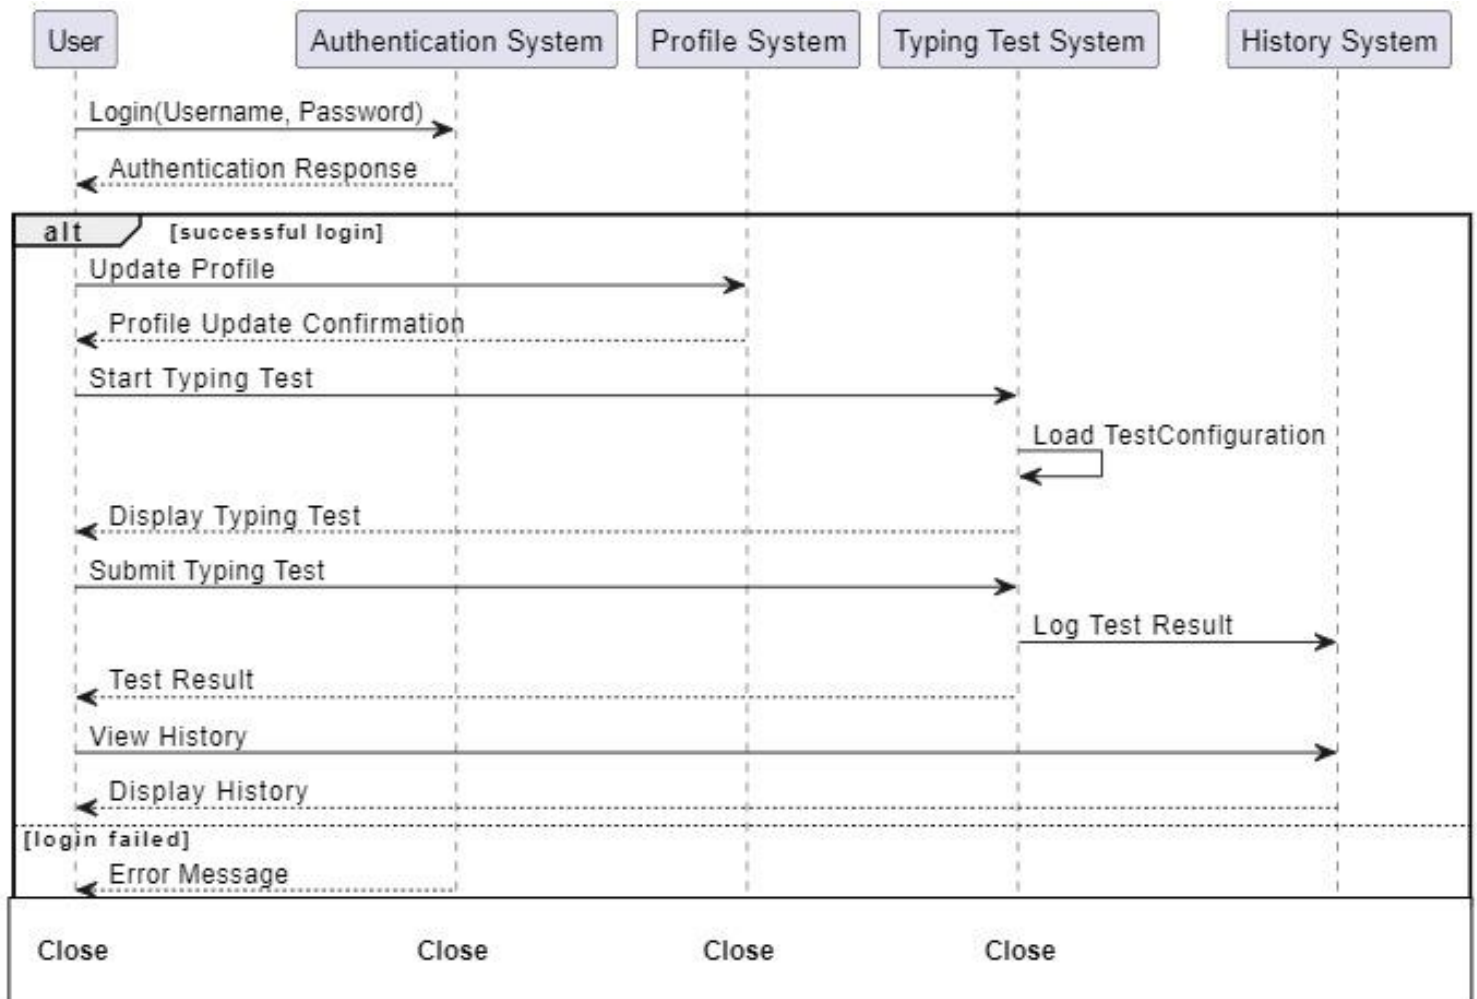 User
Authentication System
Profile System
Typing Test System
History System
Login(Username, Password)
Authentication Response
alt
[successful login]
Update Profile
Profile Update Confirmation
Start Typing Test
Load TestConfiguration
Display Typing Test
Submit Typing Test
Log Test Result
Test Result
View History
Display History
[login failed]
Error Message
Close
Close
Close
Close